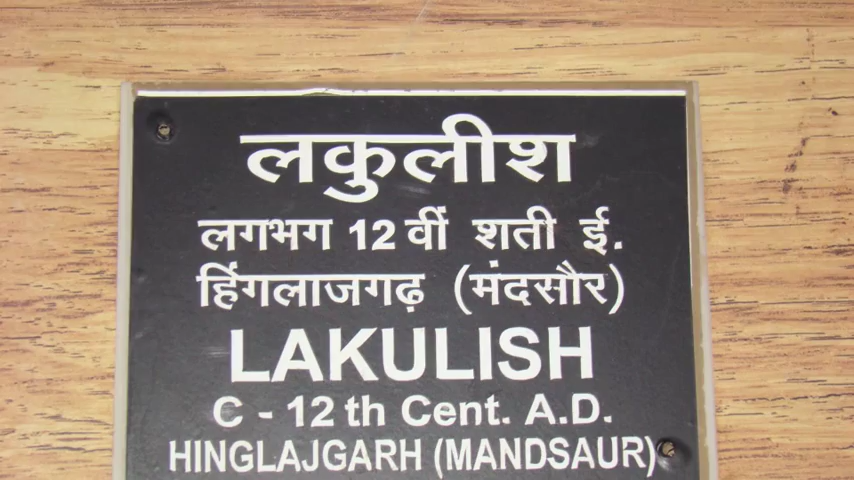 लकुलीश
लगभग 12 वीं शती ई.
हिंगलाजगढ़ (मंदसौर)
LAKULISH
C - 12 th Cent. A.D.
HINGLAJGARH (MANDSAUR)